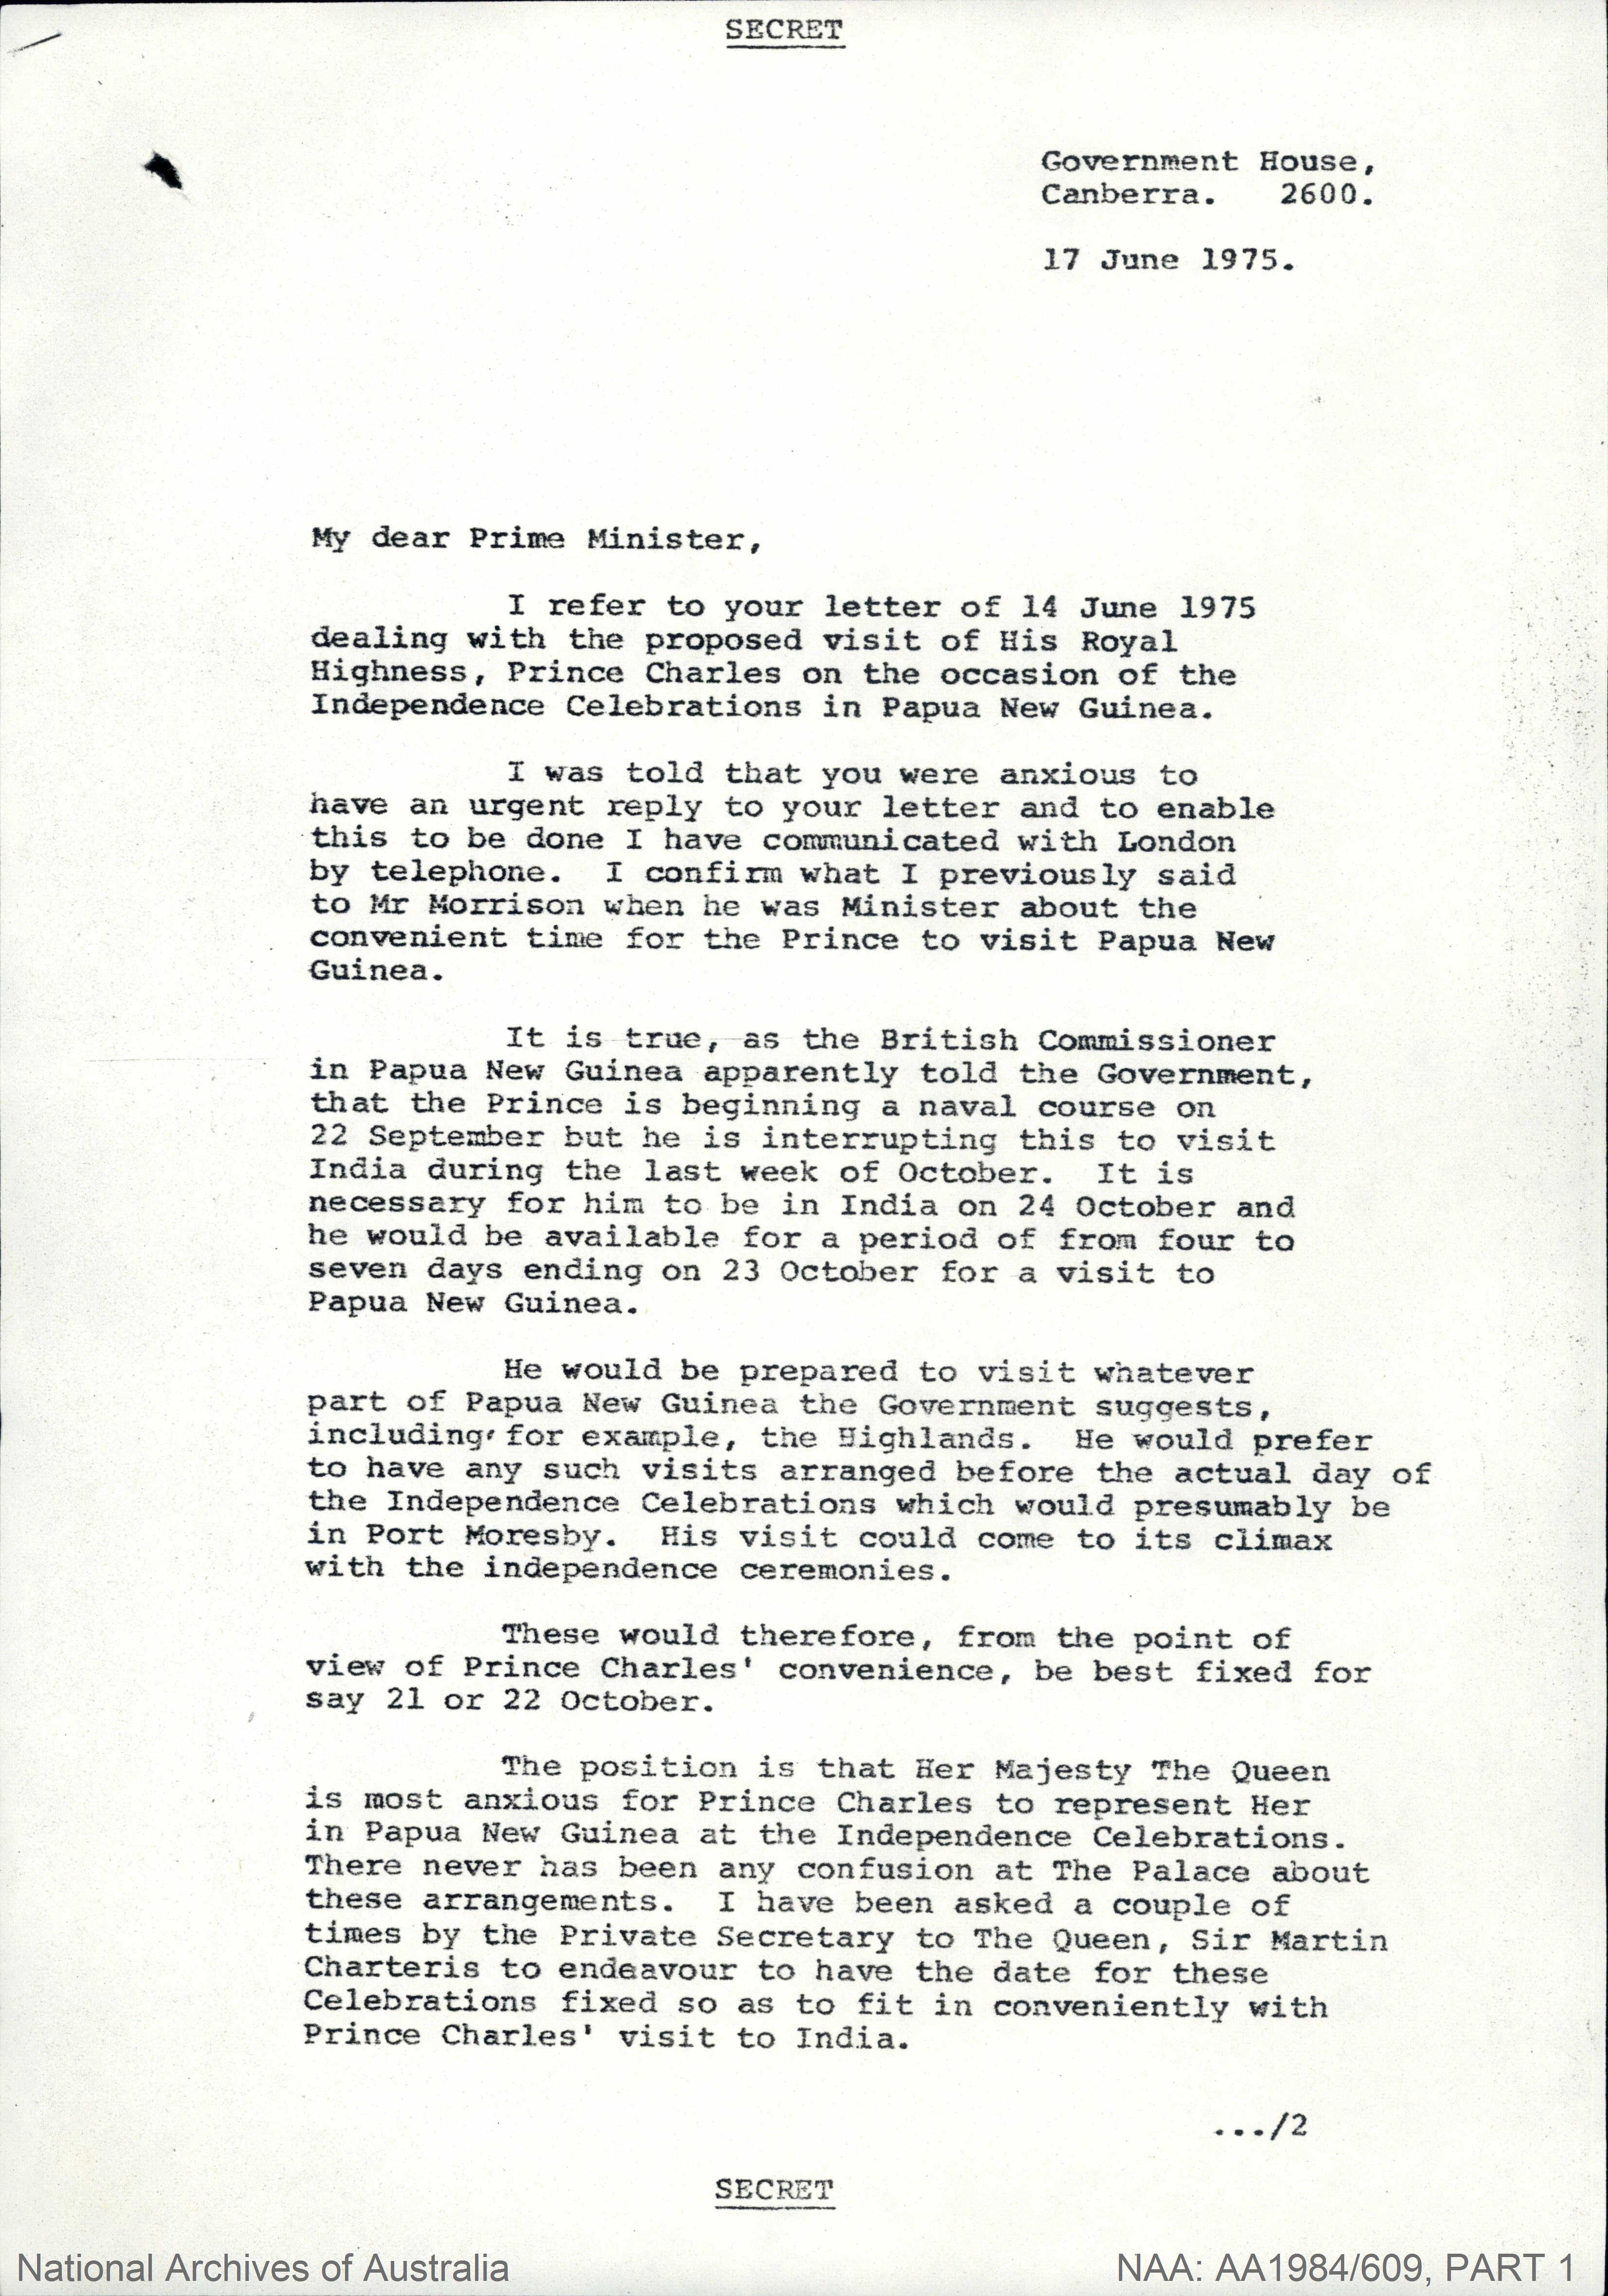 SECRET
Government House,
Canberra. 2600.
17 June 1975.
My dear Prime Minister,
I refer to your letter of 14 June 1975
dealing with the proposed visit of His Royal
Highness, Prince Charles on the occasion of the
Independence Celebrations in Papua New Guinea.
I was told that you were anxious to
have an urgent reply to your letter and to enable
this to be done I have communicated with London
by telephone. I confirm what I previously said
to Mr Morrison when he was Minister about the
convenient time for the Prince to visit Papua New
Guinea.
It is true, as the British Commissioner
in Papua New Guinea apparently told the Government,
that the Prince is beginning a naval course on
22 September but he is interrupting this to visit
India during the last week of October. It is
necessary for him to be in India on 24 October and
he would be available for a period of from four to
seven days ending on 23 October for a visit to
Papua New Guinea.
He would be prepared to visit whatever
part of Papua New Guinea the Government suggests,
including, for example, the Highlands. He would prefer
to have any such visits arranged before the actual day of
the Independence Celebrations which would presumably be
in Port Moresby. His visit could come to its climax
with the independence ceremonies.
These would therefore, from the point of
view of Prince Charles' convenience, be best fixed for
say 21 or 22 October.
The position is that Her Majesty The Queen
is most anxious for Prince Charles to represent Her
in Papua New Guinea at the Independence Celebrations.
There never has been any confusion at The Palace about
these arrangements. I have been asked a couple of
times by the Private Secretary to The Queen, Sir Martin
Charteris to endeavour to have the date for these
Celebrations fixed so as to fit in conveniently with
Prince Charles' visit to India.
.../2
SECRET
National Archives of Australia
NAA: AA1984/609, PART 1